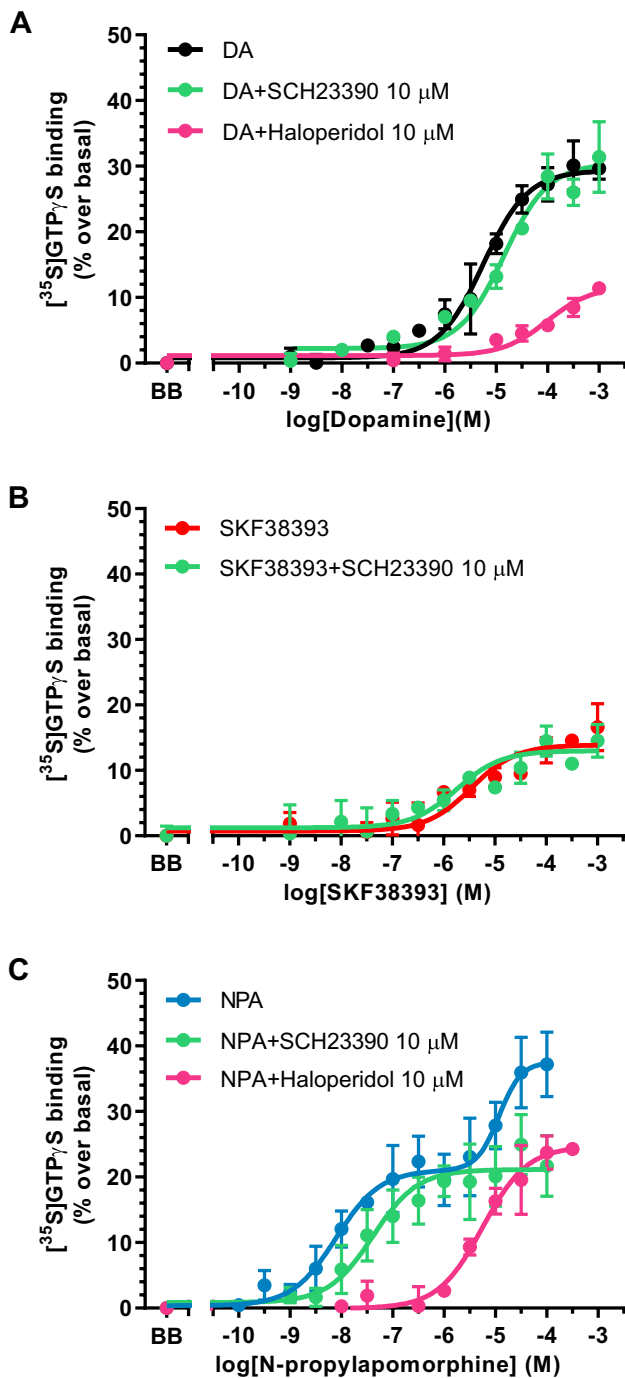 A
DA
DA+SCH23390 10 μM
DA+Haloperidol 10 μM
[³⁵S]GTPγS binding
(% over basal)
50
40
30
20
10
0
BB -10 -9 -8 -7 -6 -5 -4 -3
log[Dopamine](M)
B
SKF38393
SKF38393+SCH23390 10 μM
[³⁵S]GTPγS binding
(% over basal)
50
40
30
20
10
0
BB -10 -9 -8 -7 -6 -5 -4 -3
log[SKF38393] (M)
C
NPA
NPA+SCH23390 10 μM
NPA+Haloperidol 10 μM
[³⁵S]GTPγS binding
(% over basal)
50
40
30
20
10
0
BB -10 -9 -8 -7 -6 -5 -4 -3
log[N-propylapomorphine] (M)